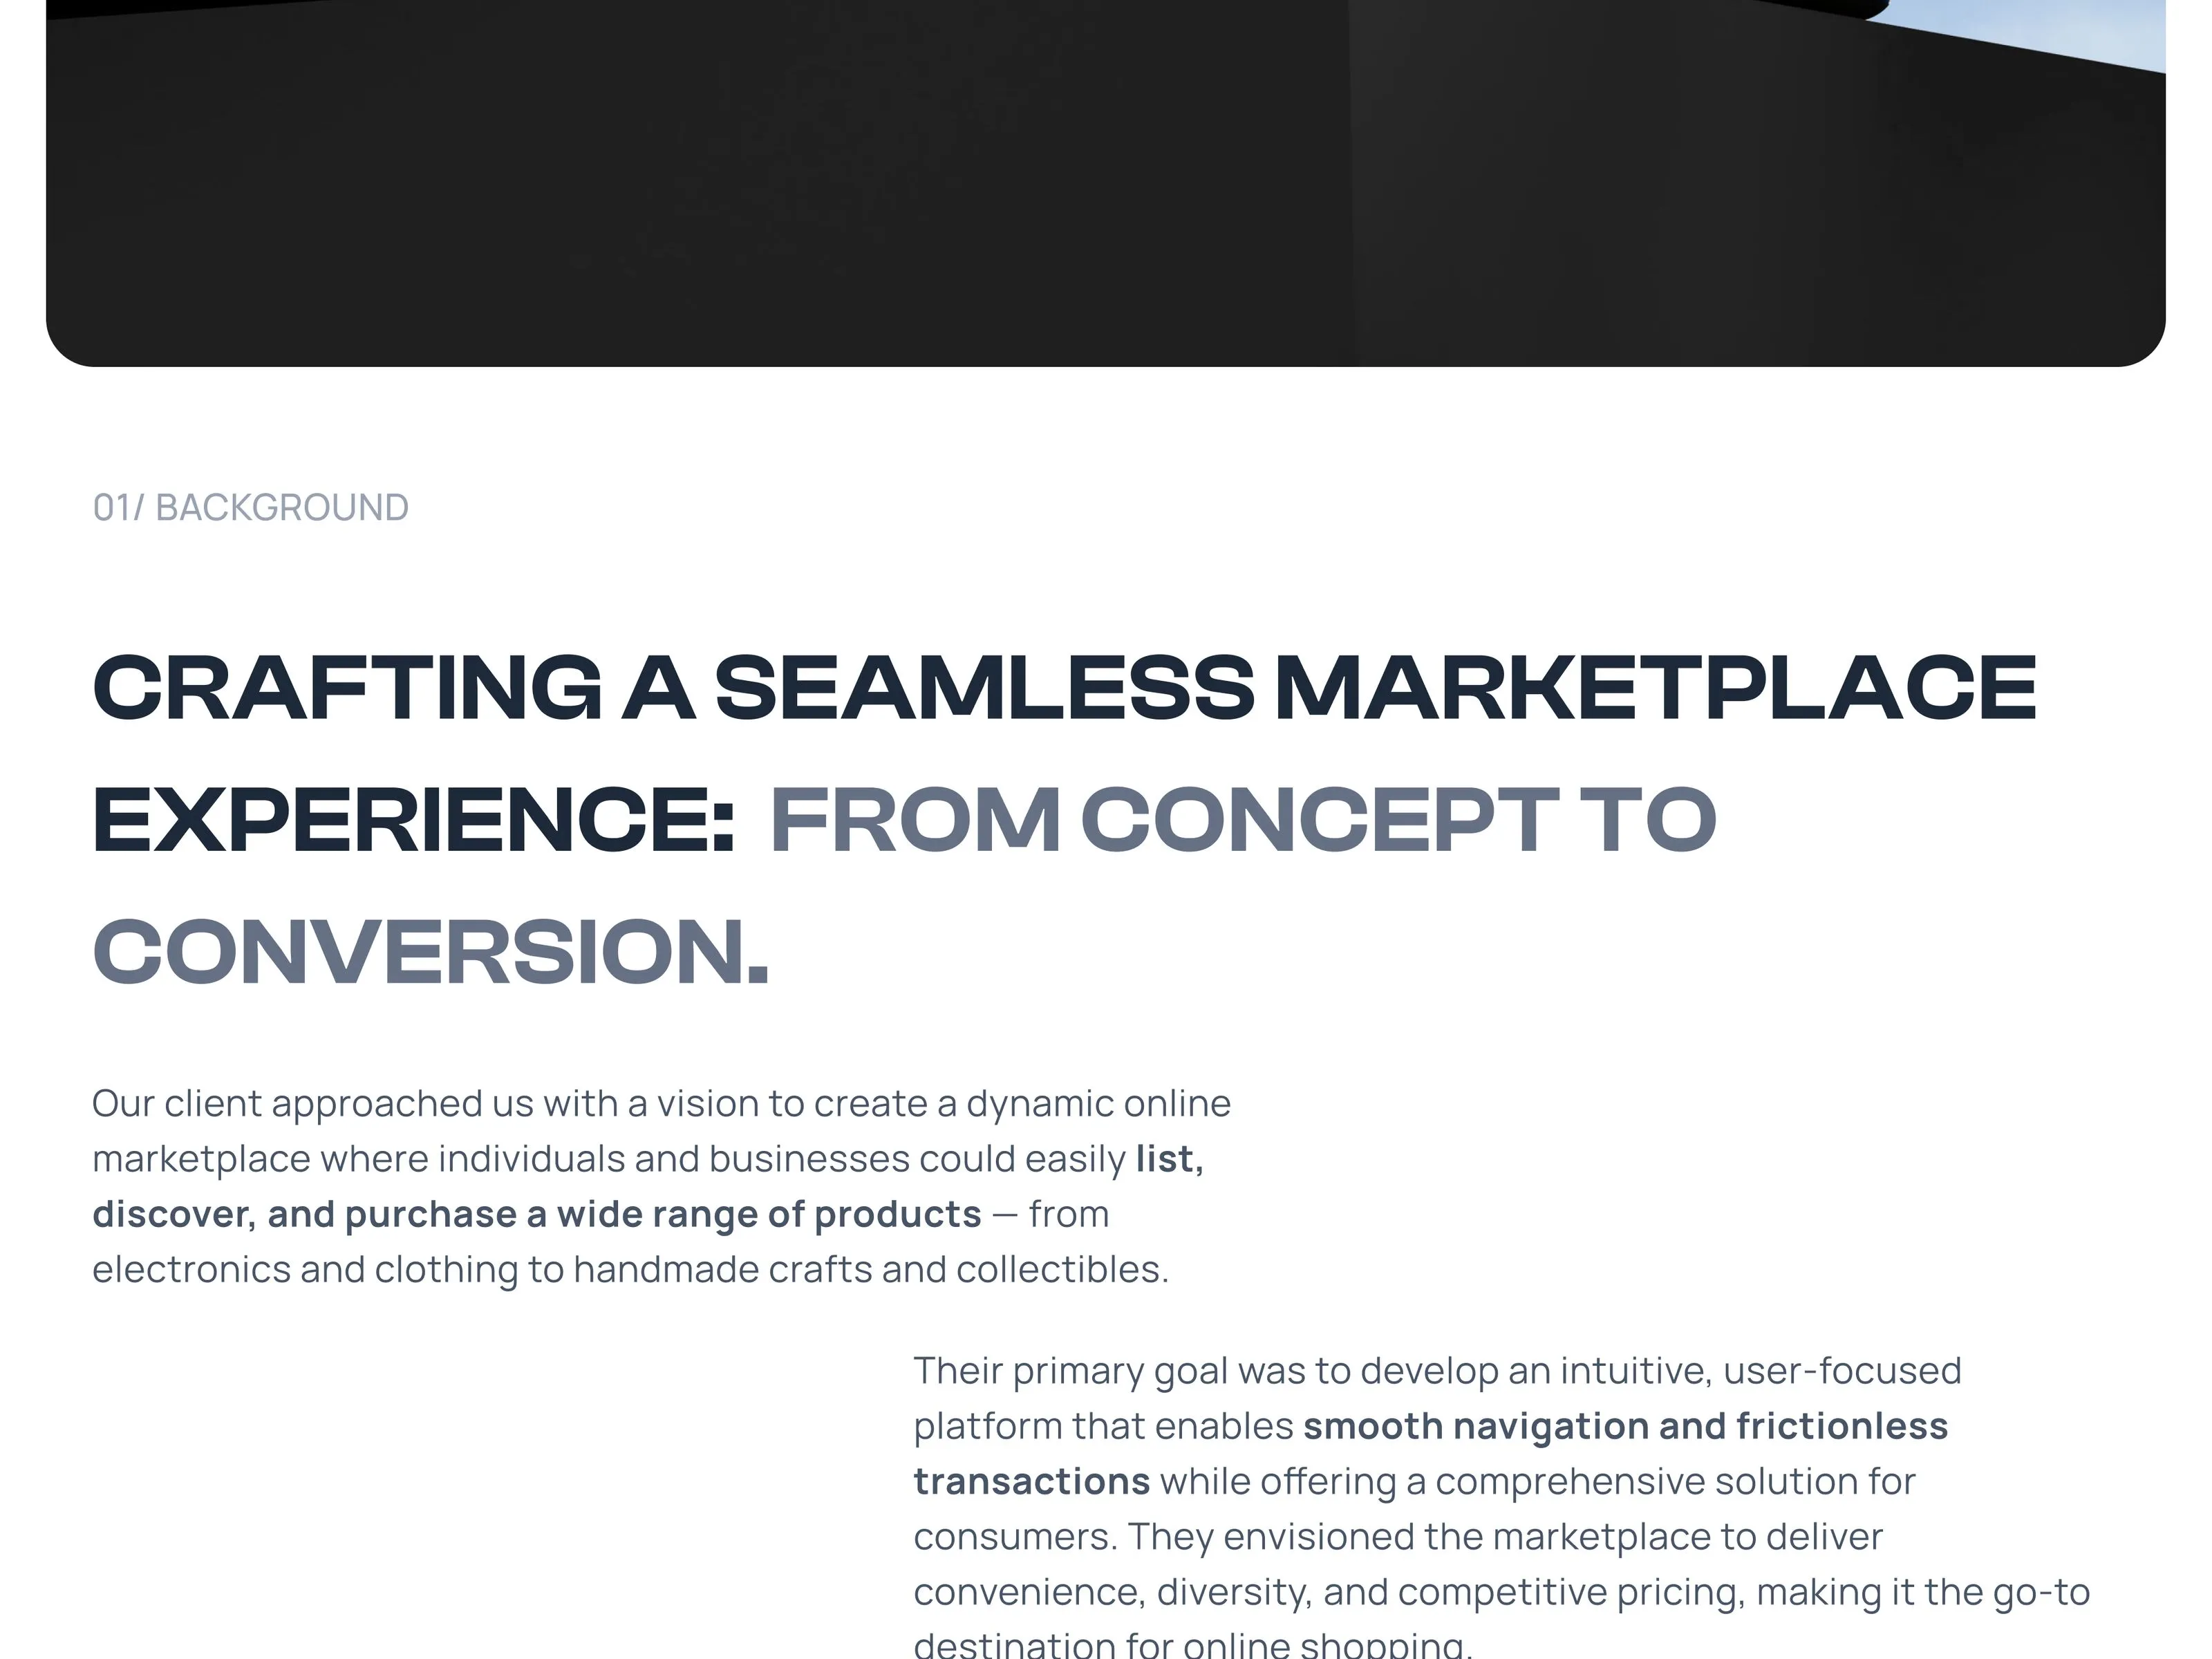 01/ BACKGROUND
CRAFTING A SEAMLESS MARKETPLACE
EXPERIENCE: FROM CONCEPT TO
CONVERSION.
Our client approached us with a vision to create a dynamic online
marketplace where individuals and businesses could easily list,
discover, and purchase a wide range of products — from
electronics and clothing to handmade crafts and collectibles.
Their primary goal was to develop an intuitive, user-focused
platform that enables smooth navigation and frictionless
transactions while offering a comprehensive solution for
consumers. They envisioned the marketplace to deliver
convenience, diversity, and competitive pricing, making it the go-to
destination for online shopping.